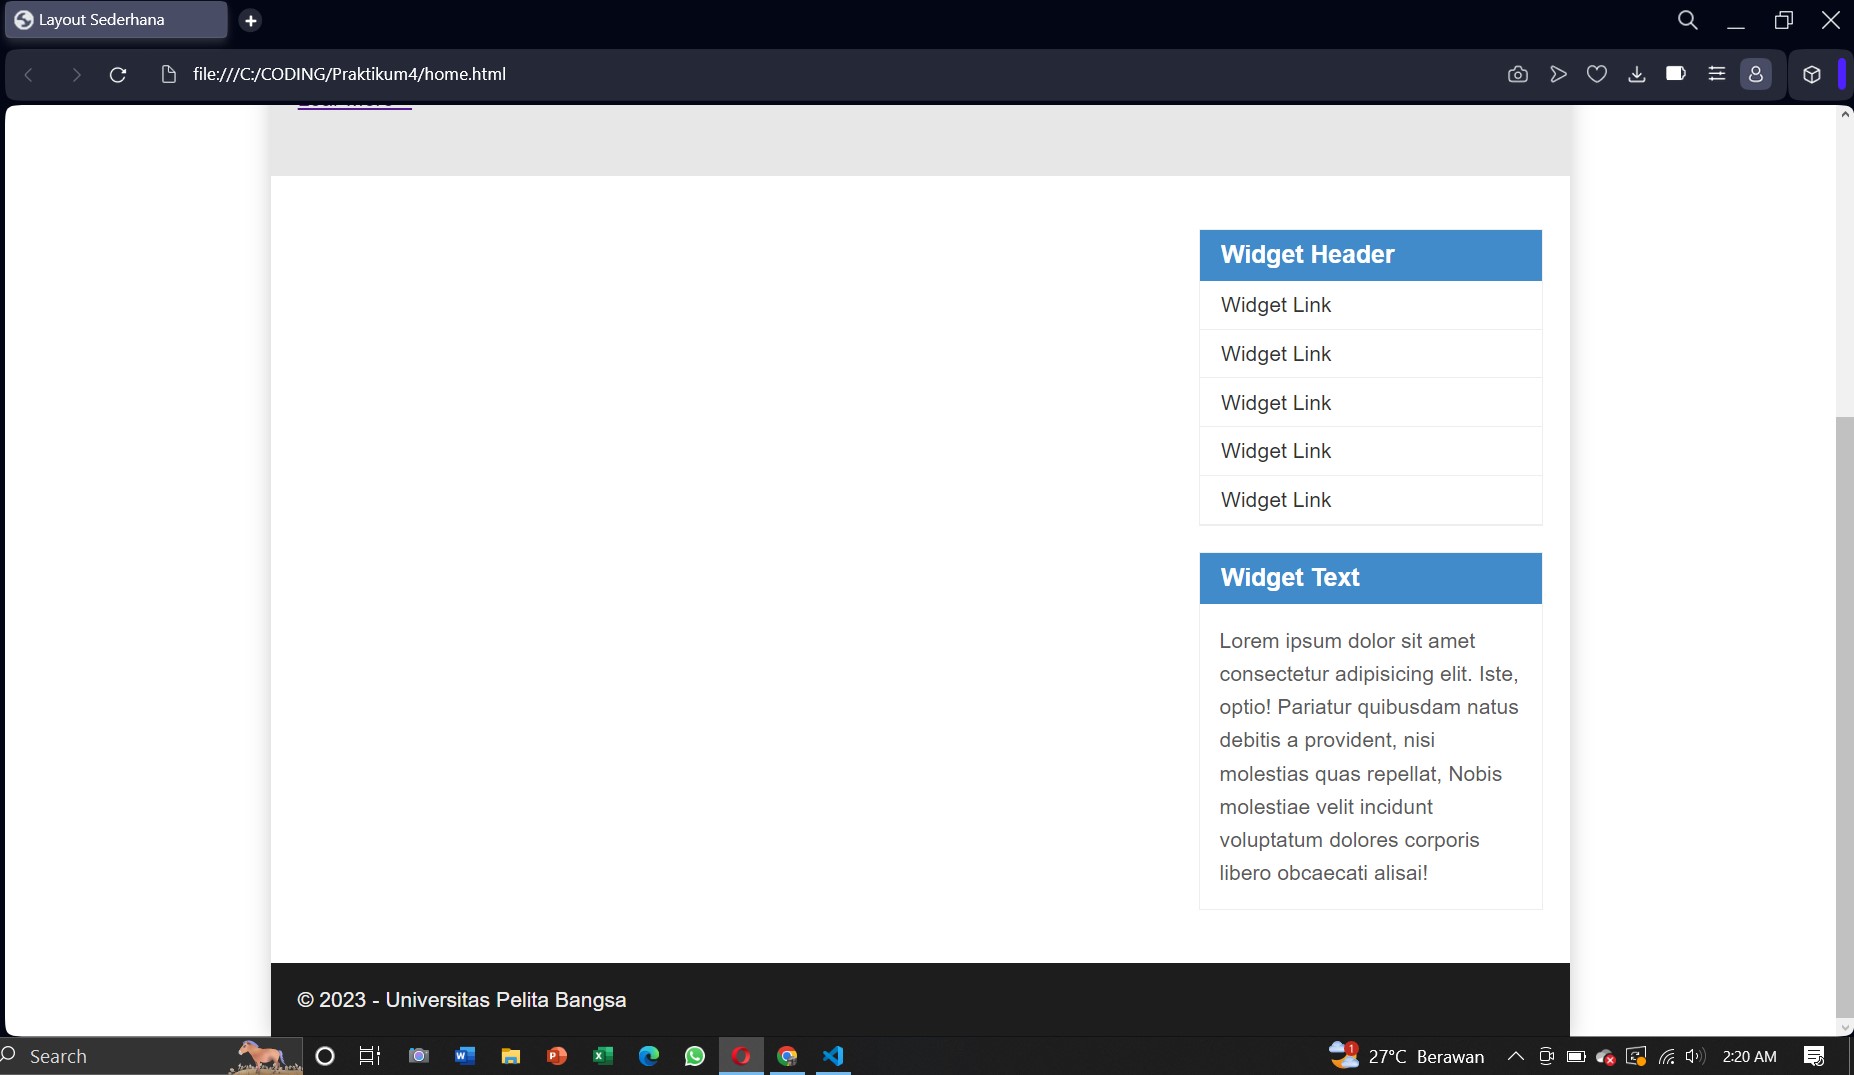 Layout Sederhana
file:///C:/CODING/Praktikum4/home.html
Widget Header
Widget Link
Widget Link
Widget Link
Widget Link
Widget Link
Widget Text
Lorem ipsum dolor sit amet
consectetur adipisicing elit. Iste,
optio! Pariatur quibusdam natus
debitis a provident, nisi
molestias quas repellat, Nobis
molestiae velit incidunt
voluptatum dolores corporis
libero obcaecati alisai!
© 2023 - Universitas Pelita Bangsa
Search
1
27°C Berawan
2:20 AM